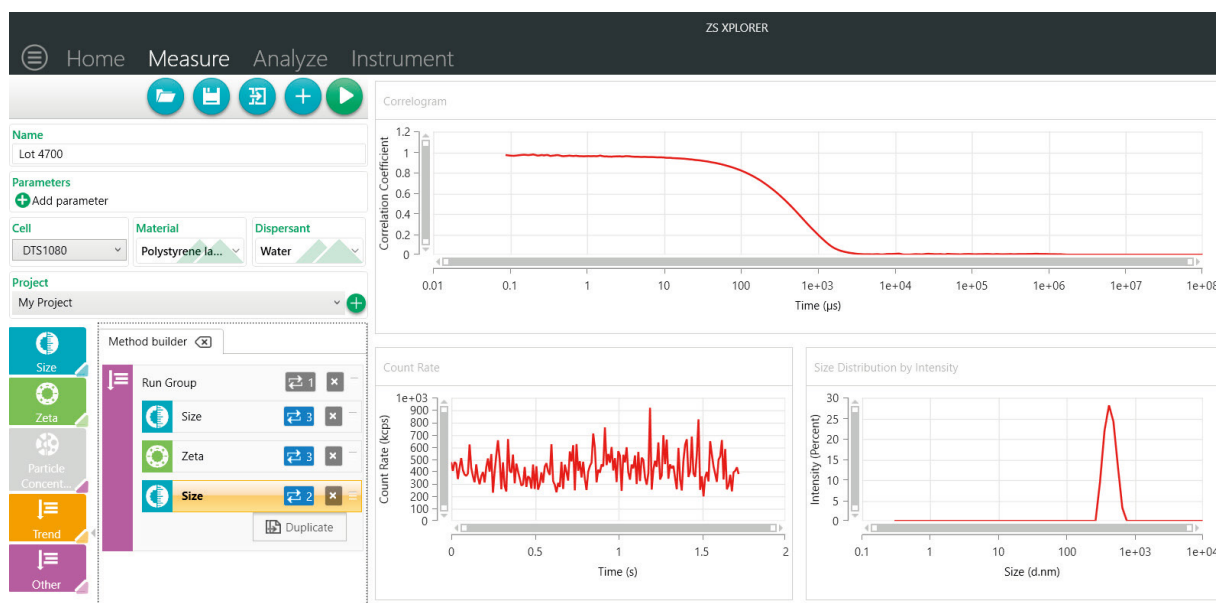 ZS XPLORER
Home Measure Analyze Instrument
Name
Lot 4700
Parameters
Add parameter
Cell Material Dispersant
DTS1080 Polystyrene la... Water
Project
My Project
Size
Zeta
Particle
Concent...
Trend
Other
Method builder
Run Group 1
Size 3
Zeta 3
Size 2
Duplicate
Correlogram
Correlation Coefficient
1.2
1
0.8
0.6
0.4
0.2
0
0.01 0.1 1 10 100 1e+03 1e+04 1e+05 1e+06 1e+07 1e+08
Time (µs)
Count Rate
Count Rate (kcps)
1e+03
900
800
700
600
500
400
300
200
100
0
0 0.5 1 1.5 2
Time (s)
Size Distribution by Intensity
Intensity (Percent)
30
25
20
15
10
5
0
0.1 1 10 100 1e+03 1e+04
Size (d.nm)